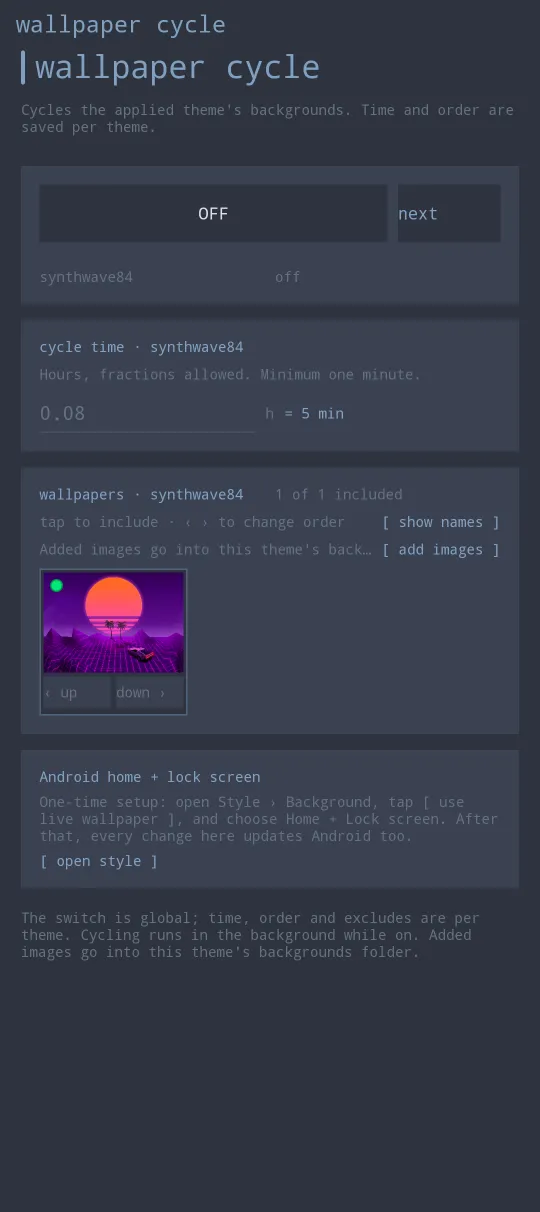 wallpaper cycle
wallpaper cycle
Cycles the applied theme's backgrounds. Time and order are
saved per theme.
OFF
next
synthwave84
off
cycle time · synthwave84
Hours, fractions allowed. Minimum one minute.
0.08
h = 5 min
wallpapers · synthwave84
1 of 1 included
tap to include · ‹ › to change order
[ show names ]
Added images go into this theme's back…
[ add images ]
‹ up
down ›
Android home + lock screen
One-time setup: open Style › Background, tap [ use
live wallpaper ], and choose Home + Lock screen. After
that, every change here updates Android too.
[ open style ]
The switch is global; time, order and excludes are per
theme. Cycling runs in the background while on. Added
images go into this theme's backgrounds folder.